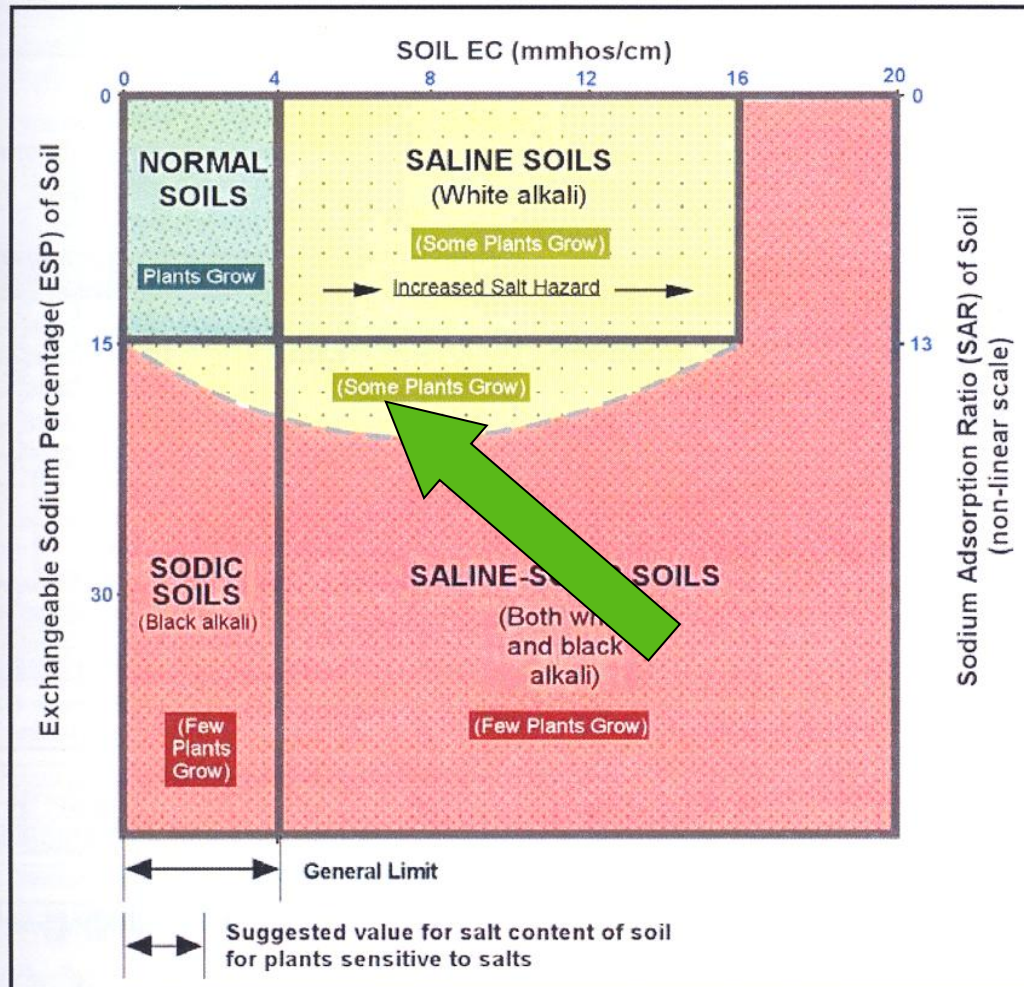 SOIL EC (mmhos/cm)
0 4 8 12 16 20
0 0
NORMAL
SOILS
Plants Grow
SALINE SOILS
(White alkali)
(Some Plants Grow)
Increased Salt Hazard
15 13
(Some Plants Grow)
Exchangeable Sodium Percentage( ESP) of Soil
Sodium Adsorption Ratio (SAR) of Soil
(non-linear scale)
30
SODIC
SOILS
(Black alkali)
(Few
Plants
Grow)
SALINE- SOILS
(Both
and black
alkali)
(Few Plants Grow)
General Limit
Suggested value for salt content of soil
for plants sensitive to salts